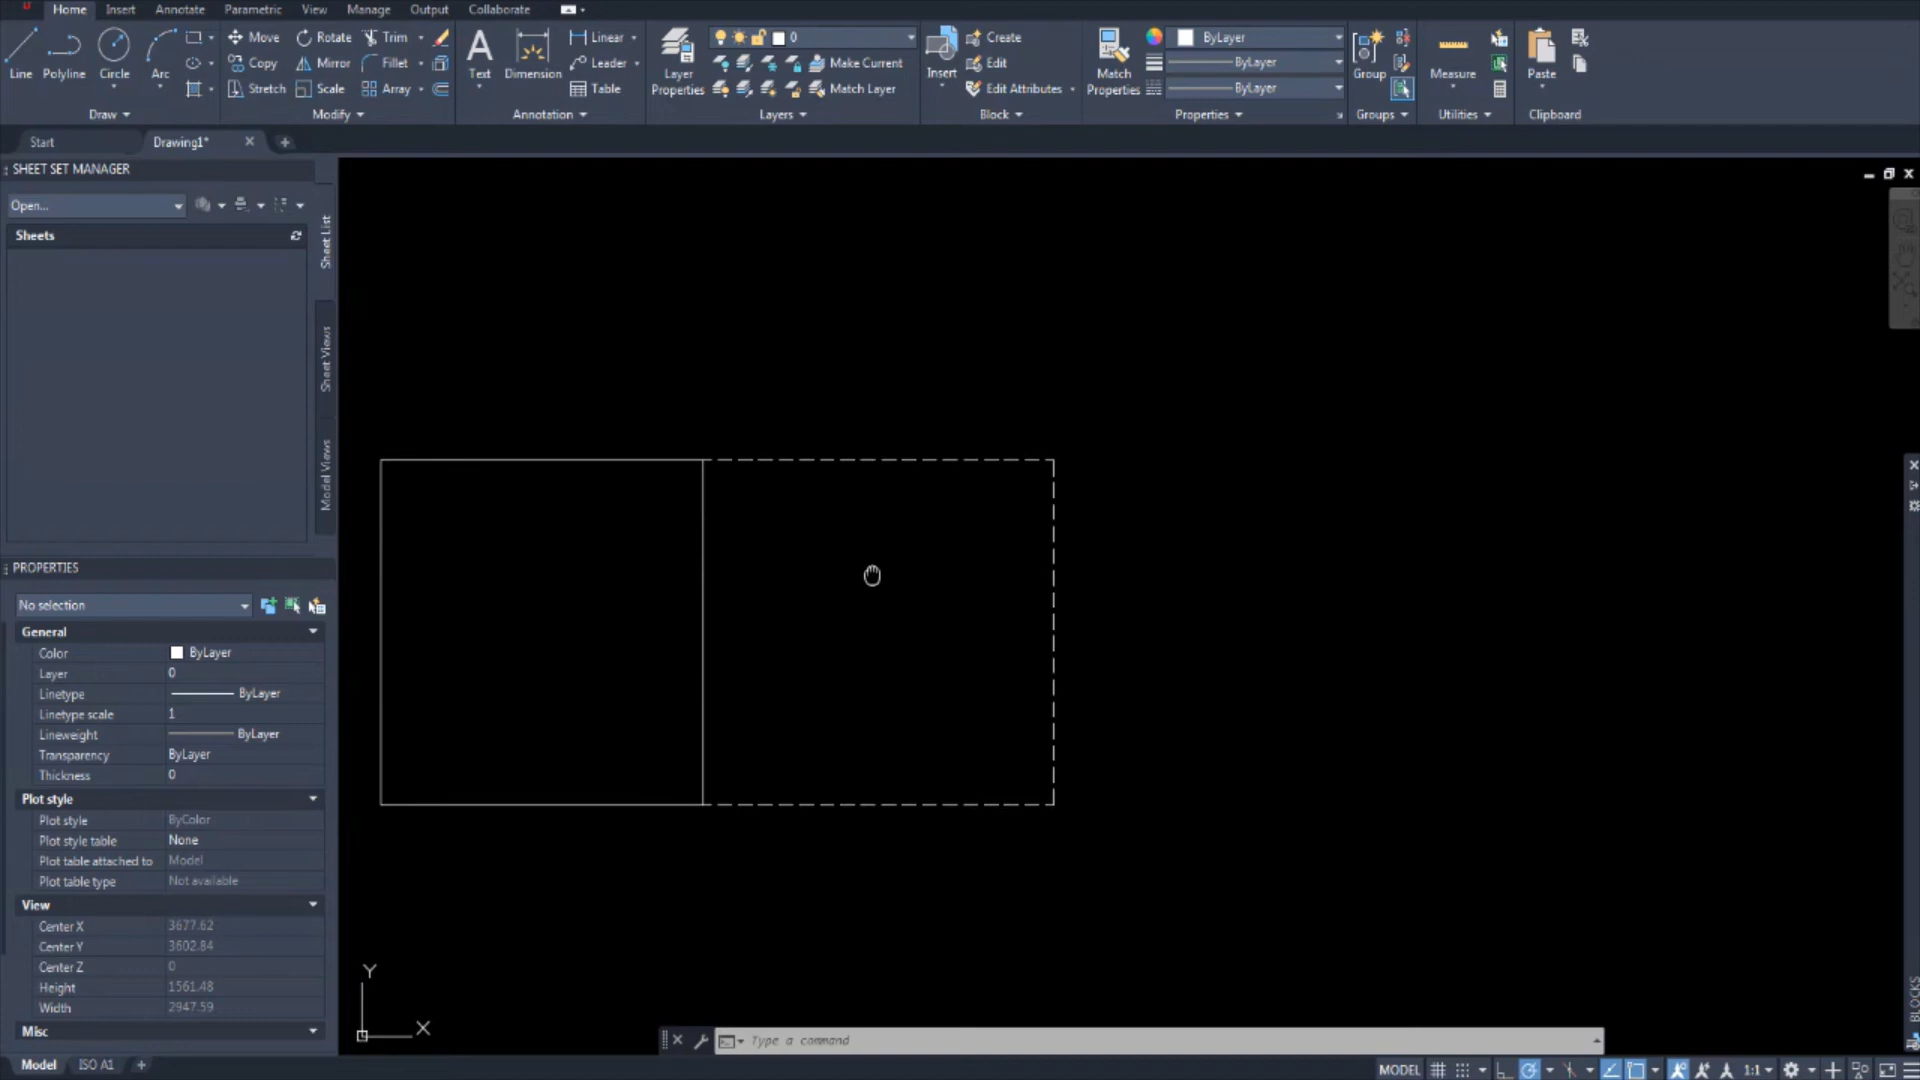 Home Insert Annotate Parametric View Manage Output Collaborate
Line Polyline Circle Arc
Move Rotate Trim
Copy Mirror Fillet
Stretch Scale Array
Text Dimension
Linear
Leader
Table
Layer Properties
0
Make Current
Match Layer
Insert
Create
Edit
Edit Attributes
Match Properties
ByLayer
ByLayer
ByLayer
Group
Measure
Paste
Draw Modify Annotation Layers Block Properties Groups Utilities Clipboard
Start Drawing1*
SHEET SET MANAGER
Open...
Sheets
Sheet List
Sheet Views
Model Views
PROPERTIES
No selection
General
Color ByLayer
Layer 0
Linetype ByLayer
Linetype scale 1
Lineweight ByLayer
Transparency ByLayer
Thickness 0
Plot style
Plot style ByColor
Plot style table None
Plot table attached to Model
Plot table type Not available
View
Center X 3677.62
Center Y 3602.84
Center Z 0
Height 1561.48
Width 2947.59
Misc
Y
X
BLOCKS
Type a command
Model ISO A1
MODEL 1:1